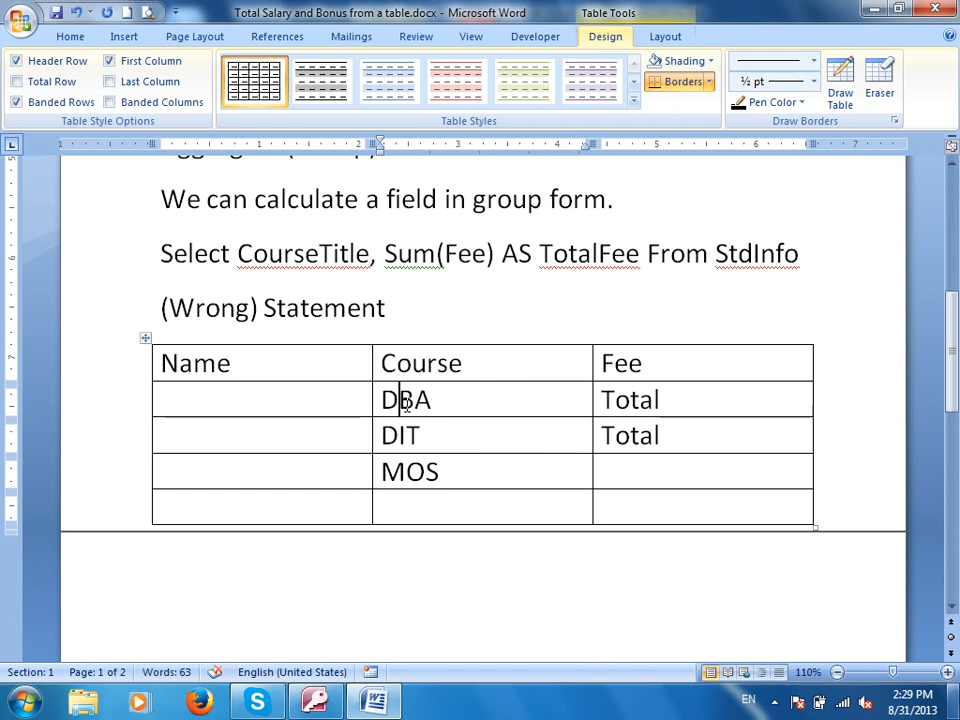 Total Salary and Bonus from a table.docx - Microsoft Word
Table Tools
Home Insert Page Layout References Mailings Review View Developer Design Layout
Header Row First Column
Total Row Last Column
Banded Rows Banded Columns
Table Style Options
Table Styles
Shading
Borders
½ pt
Pen Color
Draw Table
Eraser
Draw Borders
We can calculate a field in group form.
Select CourseTitle, Sum(Fee) AS TotalFee From StdInfo
(Wrong) Statement
Name Course Fee
DBA Total
DIT Total
MOS
Section: 1 Page: 1 of 2 Words: 63 English (United States) 110%
EN
2:29 PM
8/31/2013